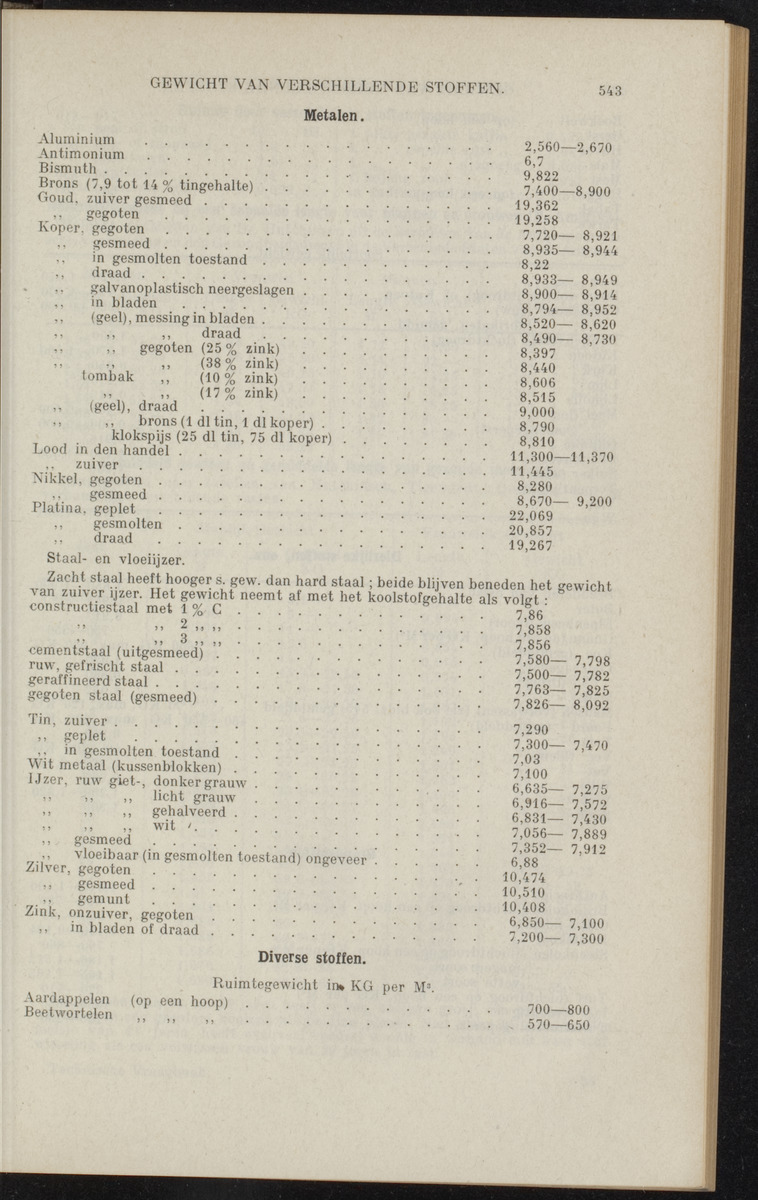 GEWICHT VAN VERSCHILLENDE STOFFEN. 543
Metalen.
Aluminium . . . . . . . . . . 2,560—2,670
Antimonium . . . . . . . . . . 6,7
Bismuth . . . . . . . . . . 9,822
Brons (7,9 tot 14 % tingehalte) . . . . . . . . . . 7,400—8,900
Goud, zuiver gesmeed . . . . . . . . . . 19,362
,, gegoten . . . . . . . . . . 19,258
Koper, gegoten . . . . . . . . . . 7,720— 8,921
,, gesmeed . . . . . . . . . . 8,935— 8,944
,, in gesmolten toestand . . . . . . . . . . 8,22
,, draad . . . . . . . . . . 8,933— 8,949
,, galvanoplastisch neergeslagen . . . . . . . . . . 8,900— 8,914
,, in bladen . . . . . . . . . . 8,794— 8,952
,, (geel), messing in bladen . . . . . . . . . . 8,520— 8,620
,, ,, ,, draad . . . . . . . . . . 8,490— 8,730
,, ,, gegoten (25 % zink) . . . . . . . . . . 8,397
,, ,, ,, (38 % zink) . . . . . . . . . . 8,440
tombak ,, (10 % zink) . . . . . . . . . . 8,606
,, ,, (17 % zink) . . . . . . . . . . 8,515
,, (geel), draad . . . . . . . . . . 9,000
,, ,, brons (1 dl tin, 1 dl koper) . . . . . . . . . . 8,790
klokspijs (25 dl tin, 75 dl koper) . . . . . . . . . . 8,810
Lood in den handel . . . . . . . . . . 11,300—11,370
,, zuiver . . . . . . . . . . 11,445
Nikkel, gegoten . . . . . . . . . . 8,280
,, gesmeed . . . . . . . . . . 8,670— 9,200
Platina, geplet . . . . . . . . . . 22,069
,, gesmolten . . . . . . . . . . 20,857
,, draad . . . . . . . . . . 19,267
Staal- en vloeiijzer.
Zacht staal heeft hooger s. gew. dan hard staal ; beide blijven beneden het gewicht
van zuiver ijzer. Het gewicht neemt af met het koolstofgehalte als volgt :
constructiestaal met 1 % C . . . . . . . . . . 7,86
,, ,, 2 ,, ,, . . . . . . . . . . 7,858
,, ,, 3 ,, ,, . . . . . . . . . . 7,856
cementstaal (uitgesmeed) . . . . . . . . . . 7,580— 7,798
ruw, gefrischt staal . . . . . . . . . . 7,500— 7,782
geraffineerd staal . . . . . . . . . . 7,763— 7,825
gegoten staal (gesmeed) . . . . . . . . . . 7,826— 8,092
Tin, zuiver . . . . . . . . . . 7,290
,, geplet . . . . . . . . . . 7,300— 7,470
,, in gesmolten toestand . . . . . . . . . . 7,03
Wit metaal (kussenblokken) . . . . . . . . . . 7,100
IJzer, ruw giet-, donker grauw . . . . . . . . . . 6,635— 7,275
,, ,, ,, licht grauw . . . . . . . . . . 6,916— 7,572
,, ,, ,, gehalveerd . . . . . . . . . . 6,831— 7,430
,, ,, ,, wit . . . . . . . . . . 7,056— 7,889
,, gesmeed . . . . . . . . . . 7,352— 7,912
,, vloeibaar (in gesmolten toestand) ongeveer . . . . . . 6,88
Zilver, gegoten . . . . . . . . . . 10,474
,, gesmeed . . . . . . . . . . 10,510
,, gemunt . . . . . . . . . . 10,408
Zink, onzuiver, gegoten . . . . . . . . . . 6,850— 7,100
,, in bladen of draad . . . . . . . . . . 7,200— 7,300
Diverse stoffen.
Ruimtegewicht in KG per M³.
Aardappelen (op een hoop) . . . . . . . . . . 700—800
Beetwortelen ,, ,, ,, . . . . . . . . . . 570—650